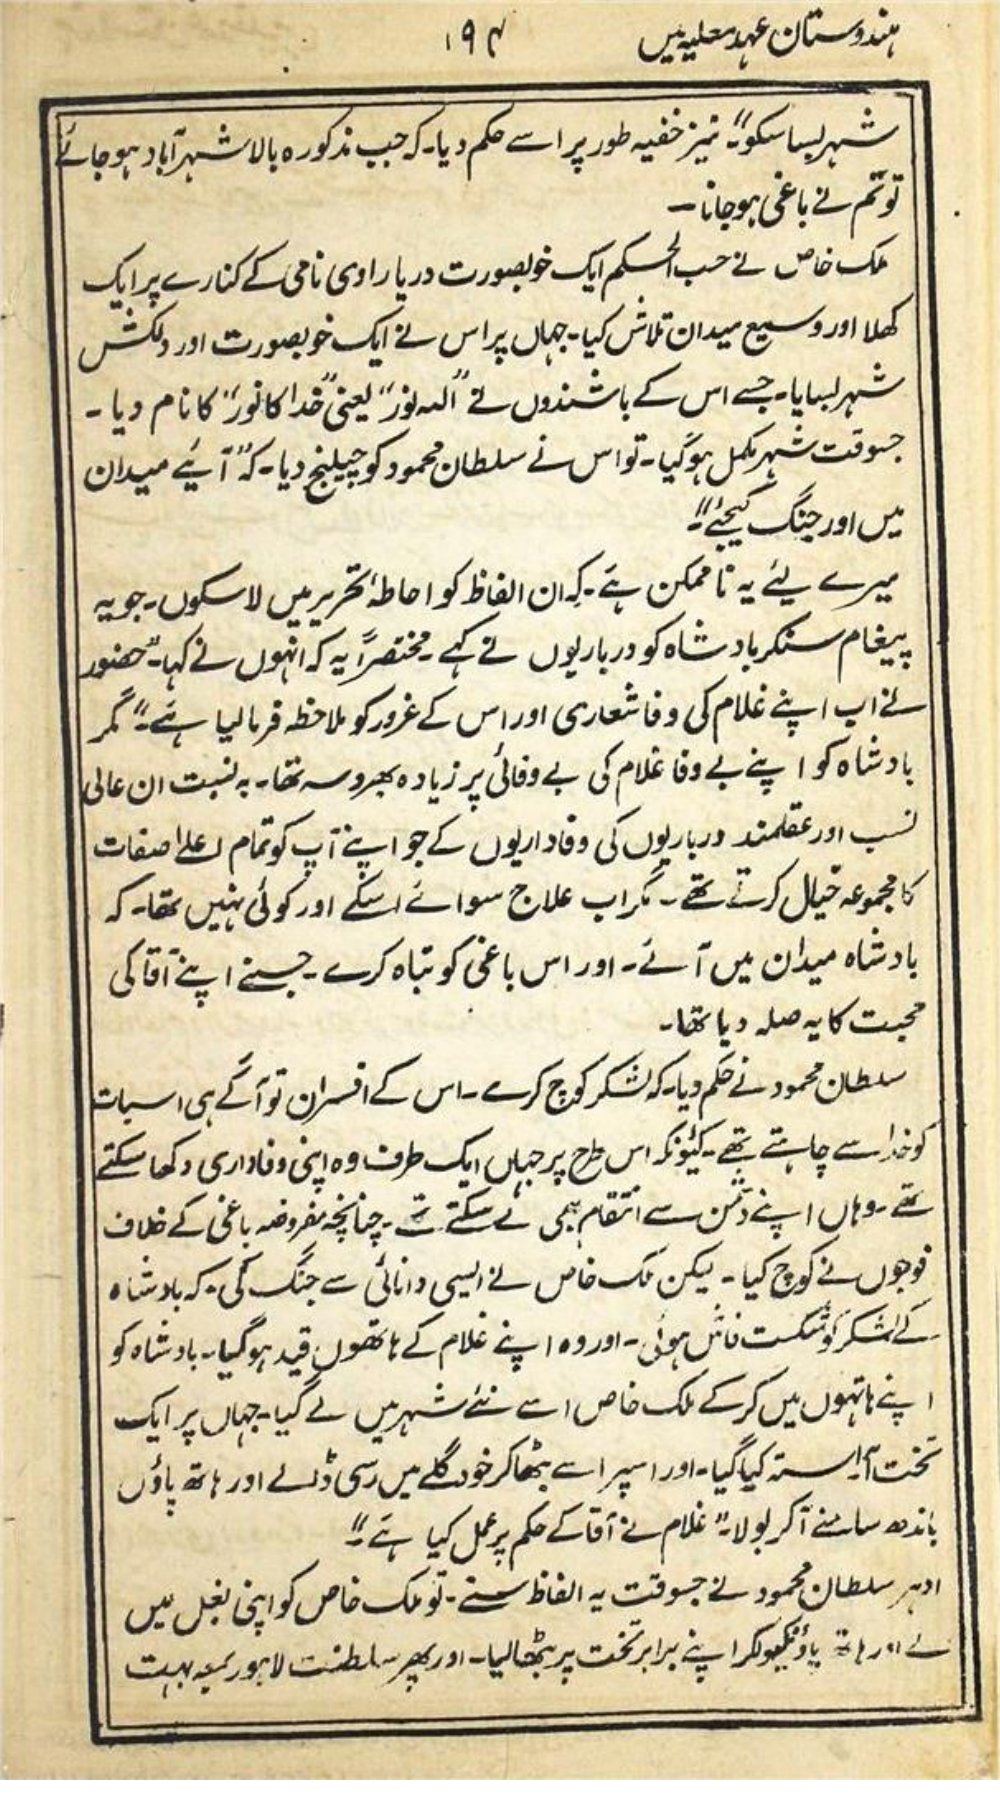 ہندوستان عہد مغلیہ میں ۱۹۴
شہر بسا سکو"۔ نیز خفیہ طور پر اسے حکم دیا۔ کہ جب مذکورہ بالا شہر آباد ہو جائے
تو تم نے باغی ہو جانا ۔
ملک خاص نے حسب الحکم ایک خوبصورت دریا راوی نامی کے کنارے پر ایک
کھلا اور وسیع میدان تلاش کیا۔ جہاں پر اس نے ایک خوبصورت اور دلکش
شہر بسایا۔ جسے اس کے باشندوں نے "الہ نور" یعنی "خدا کا نور" کا نام دیا ۔
جسوقت شہر مکمل ہو گیا۔ تو اس نے سلطان محمود کو چیلنج دیا۔ کہ "آئیے میدان
میں اور جنگ کیجئے"۔
میرے لیئے یہ ناممکن ہے۔ کہ ان الفاظ کو احاطۂ تحریر میں لا سکوں۔ جو یہ
پیغام سنکر بادشاہ کو درباریوں نے کہے۔ مختصراً یہ کہ انہوں نے کہا۔ "حضور
نے اب اپنے غلام کی وفا شعاری اور اس کے غرور کو ملاحظہ فرما لیا ہے۔" مگر
بادشاہ کو اپنے بے وفا غلام کی بے وفائی پر زیادہ بھروسہ تھا۔ بہ نسبت ان عالی
نسب اور عقلمند درباریوں کی وفاداریوں کے جو اپنے آپ کو تمام اعلےٰ صفات
کا مجموعہ خیال کرتے تھے ۔ مگر اب علاج سوائے اسکے اور کوئی نہیں تھا۔ کہ
بادشاہ میدان میں آئے ۔ اور اس باغی کو تباہ کرے ۔ جسنے اپنے آقا کی
محبت کا یہ صلہ دیا تھا۔
سلطان محمود نے حکم دیا۔ کہ لشکر کوچ کرے ۔ اس کے افسران تو آگے ہی اسبات
کو خدا سے چاہتے تھے۔ کیونکہ اس طرح پر جہاں ایک طرف وہ اپنی وفاداری دکھا سکتے
تھے ۔ وہاں اپنے دشمن سے انتقام بھی لے سکتے تھے ۔ چنانچہ مفروضہ باغی کے خلاف
فوجوں نے کوچ کیا ۔ لیکن ملک خاص نے ایسی دانائی سے جنگ کی۔ کہ بادشاہ
کے لشکر کو شکست فاش ہوئی ۔ اور وہ اپنے غلام کے ہاتھوں قید ہو گیا۔ بادشاہ کو
اپنے ہاتہوں میں کر کے ملک خاص اسے نئے شہر میں لے گیا۔ جہاں پر ایک
تخت آراستہ کیا گیا۔ اور اسپر اسے بٹھا کر خود گلے میں رسی ڈالے اور ہاتھ پاؤں
باندھ سامنے آ کر بولا۔ "غلام نے آقا کے حکم پر عمل کیا ہے۔"
ادہر سلطان محمود نے جسوقت یہ الفاظ سنے ۔ تو ملک خاص کو اپنی بغل میں
لے اور ہاتھ پاؤں کھولکر اپنے برابر تخت پر بٹھا لیا۔ اور پھر سلطنت لاہور بمعہ بہت